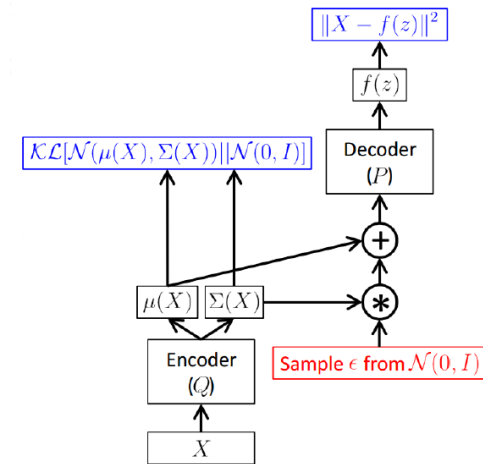 ‖X − f(z)‖²
f(z)
𝒦ℒ[𝒩(μ(X), Σ(X))||𝒩(0, I)]
Decoder
(P)
+
μ(X)
Σ(X)
*
Encoder
(Q)
Sample ϵ from 𝒩(0, I)
X